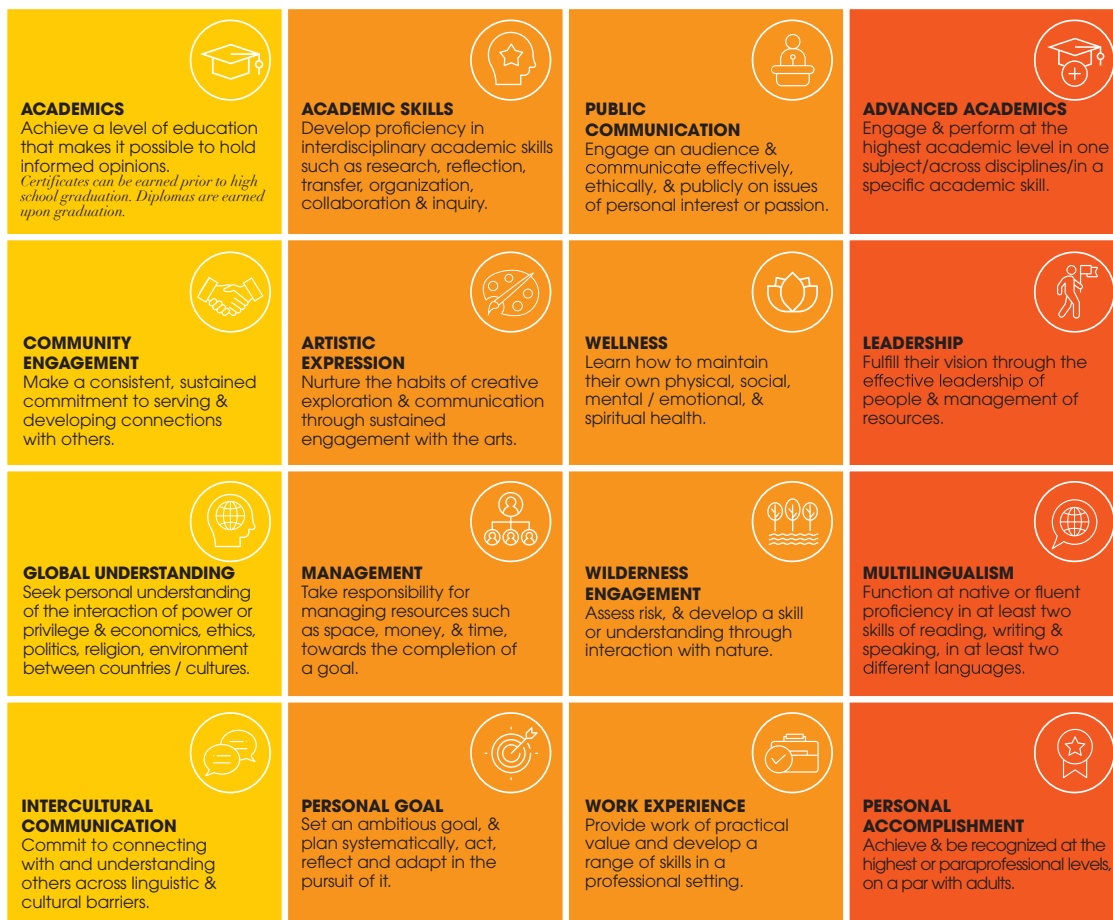 ACADEMICS
Achieve a level of education
that makes it possible to hold
informed opinions.
Certificates can be earned prior to high
school graduation. Diplomas are earned
upon graduation.
ACADEMIC SKILLS
Develop proficiency in
interdisciplinary academic skills
such as research, reflection,
transfer, organization,
collaboration & inquiry.
PUBLIC
COMMUNICATION
Engage an audience &
communicate effectively,
ethically, & publicly on issues
of personal interest or passion.
ADVANCED ACADEMICS
Engage & perform at the
highest academic level in one
subject/across disciplines/in a
specific academic skill.
COMMUNITY
ENGAGEMENT
Make a consistent, sustained
commitment to serving &
developing connections
with others.
ARTISTIC
EXPRESSION
Nurture the habits of creative
exploration & communication
through sustained
engagement with the arts.
WELLNESS
Learn how to maintain
their own physical, social,
mental / emotional, &
spiritual health.
LEADERSHIP
Fulfill their vision through the
effective leadership of
people & management of
resources.
GLOBAL UNDERSTANDING
Seek personal understanding
of the interaction of power or
privilege & economics, ethics,
politics, religion, environment
between countries / cultures.
MANAGEMENT
Take responsibility for
managing resources such
as space, money, & time,
towards the completion of
a goal.
WILDERNESS
ENGAGEMENT
Assess risk, & develop a skill
or understanding through
interaction with nature.
MULTILINGUALISM
Function at native or fluent
proficiency in at least two
skills of reading, writing &
speaking, in at least two
different languages.
INTERCULTURAL
COMMUNICATION
Commit to connecting
with and understanding
others across linguistic &
cultural barriers.
PERSONAL GOAL
Set an ambitious goal, &
plan systematically, act,
reflect and adapt in the
pursuit of it.
WORK EXPERIENCE
Provide work of practical
value and develop a
range of skills in a
professional setting.
PERSONAL
ACCOMPLISHMENT
Achieve & be recognized at the
highest or paraprofessional levels,
on a par with adults.